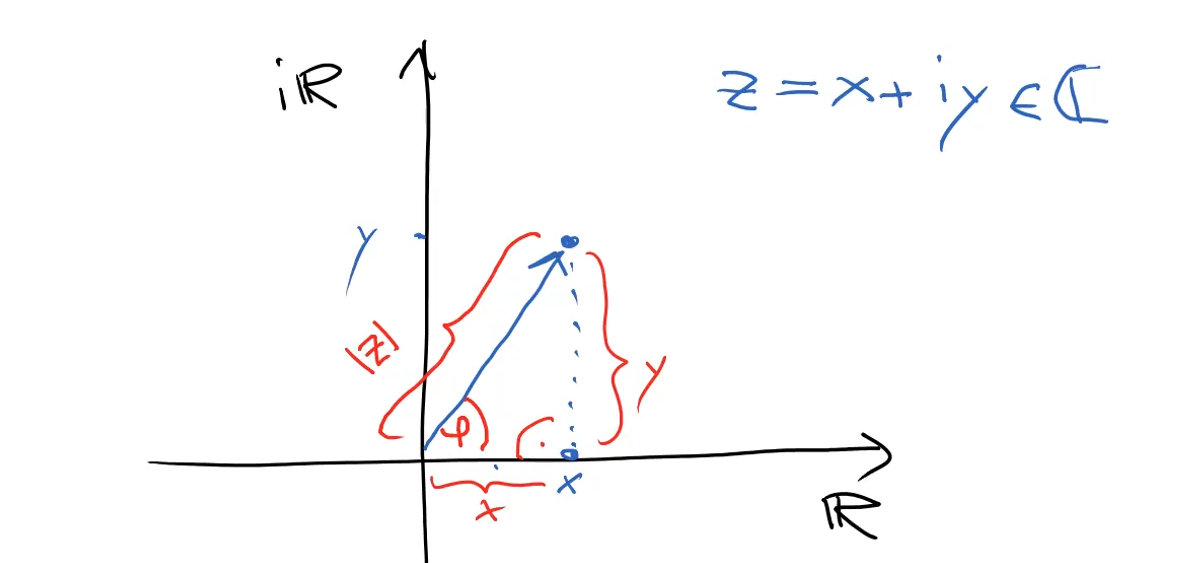 iℝ
z = x + iy ∈ ℂ
y
|z|
y
φ
x
x
ℝ